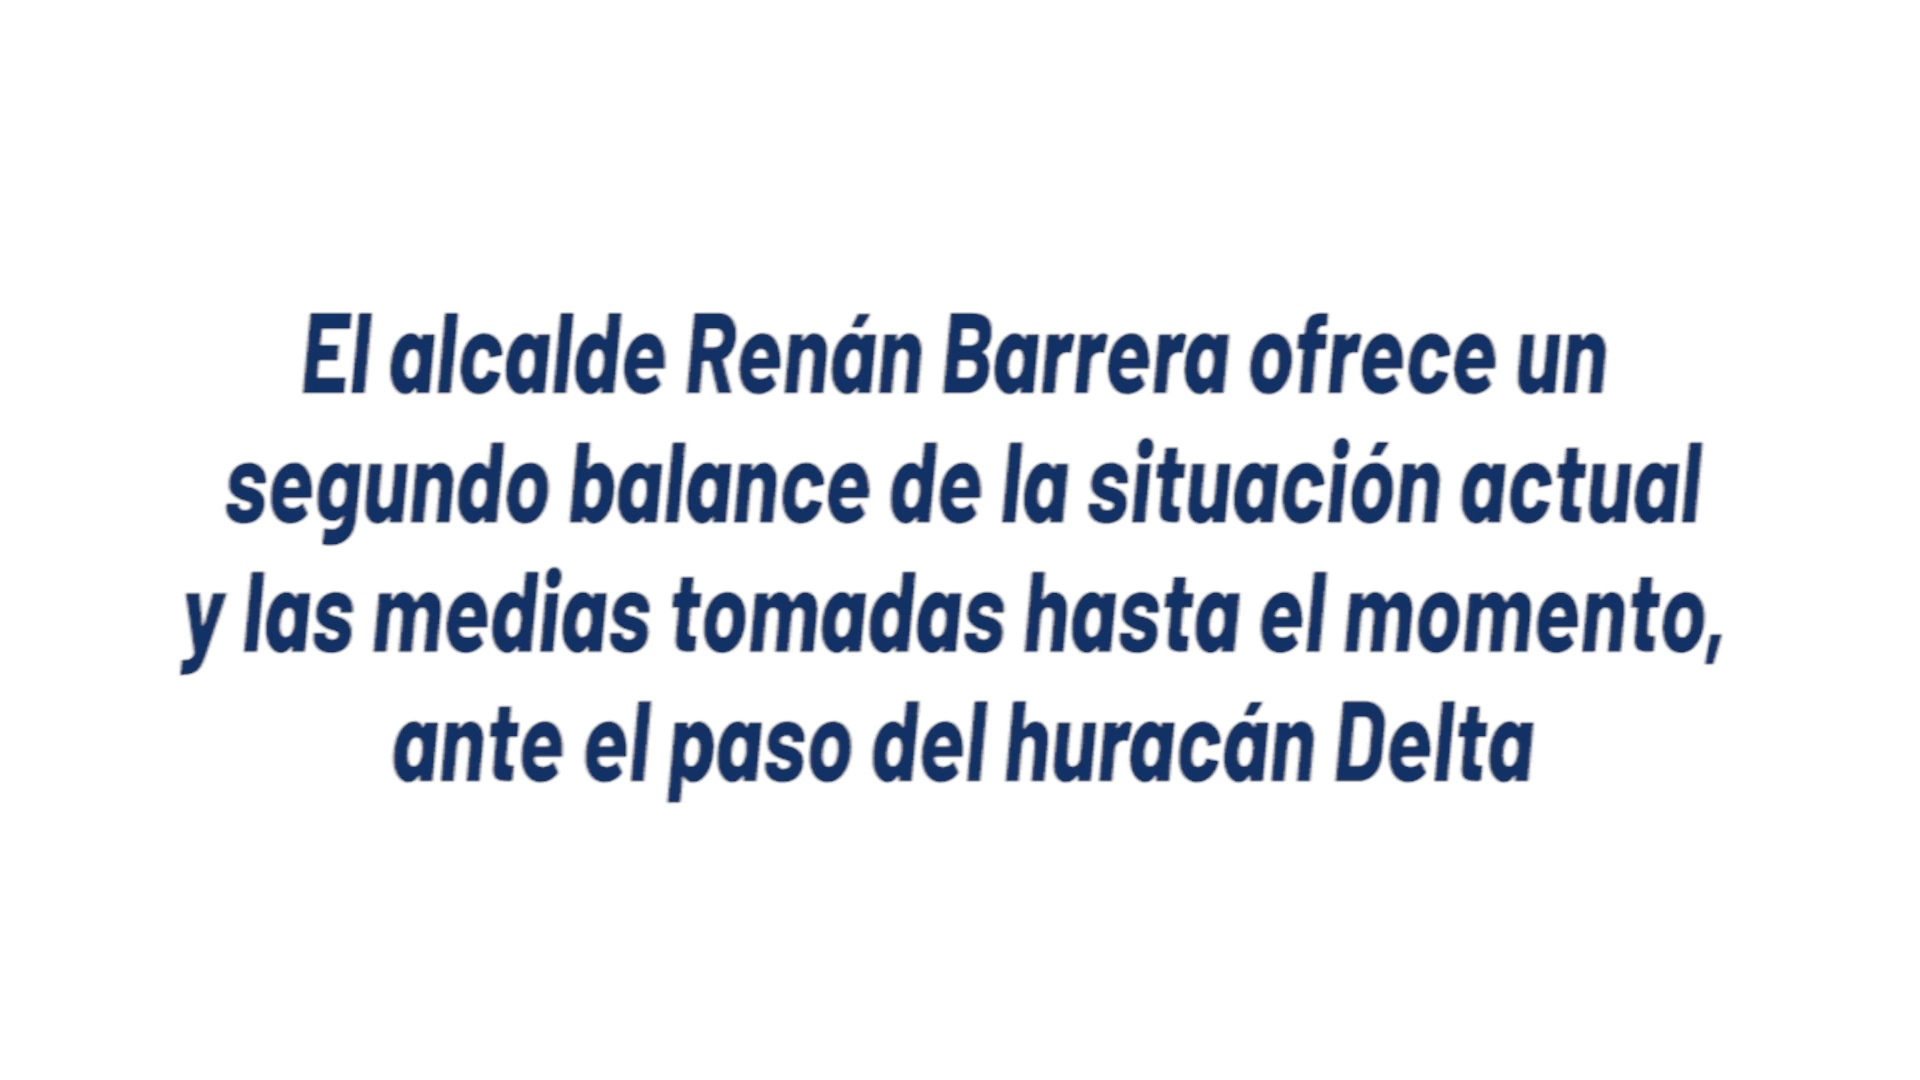 El alcalde Renán Barrera ofrece un
segundo balance de la situación actual
y las medias tomadas hasta el momento,
ante el paso del huracán Delta